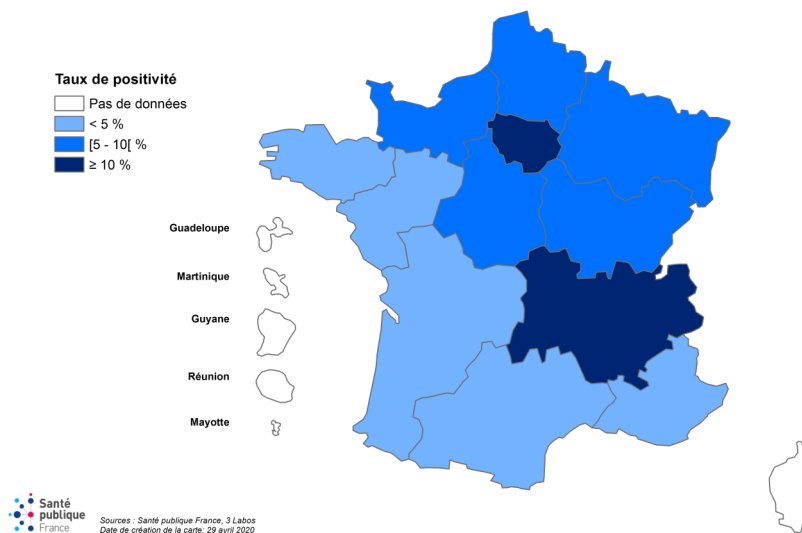 Taux de positivité
Pas de données
< 5 %
[5 - 10[ %
≥ 10 %
Guadeloupe
Martinique
Guyane
Réunion
Mayotte
Santé
publique
France
Sources : Santé publique France, 3 Labos
Date de création de la carte: 29 avril 2020